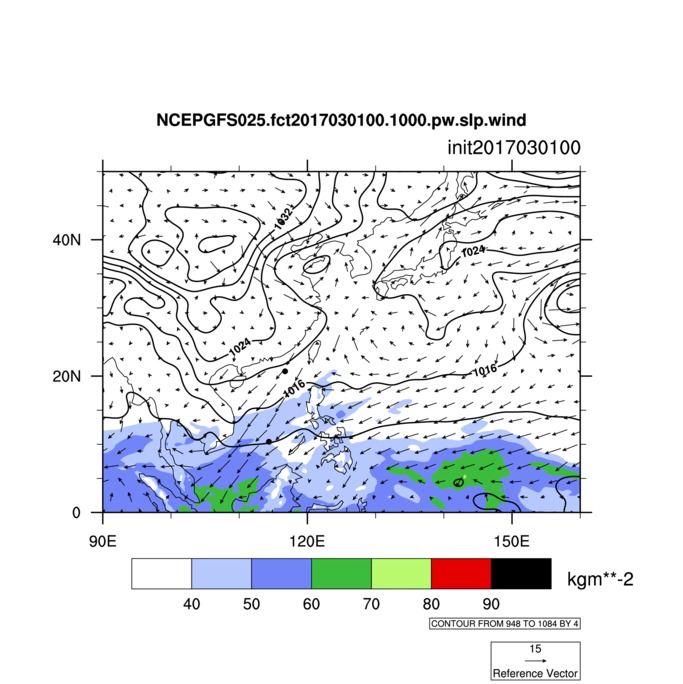 NCEPGFS025.fct2017030100.1000.pw.slp.wind
init2017030100
1032
40N
1024
1024
20N
1016
1016
0
90E 120E 150E
kgm**-2
40 50 60 70 80 90
CONTOUR FROM 948 TO 1084 BY 4
15
Reference Vector